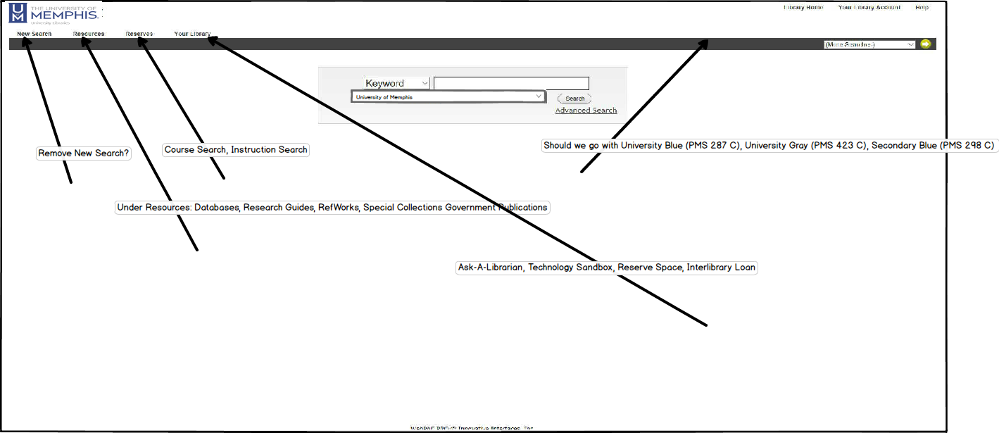 THE UNIVERSITY OF
MEMPHIS.
University Libraries
Library Home Your Library Account Help
New Search Resources Reserves Your Library
(More Searches)
Keyword
University of Memphis
Search
Advanced Search
Remove New Search?
Course Search, Instruction Search
Should we go with University Blue (PMS 287 C), University Gray (PMS 423 C), Secondary Blue (PMS 298 C)
Under Resources: Databases, Research Guides, RefWorks, Special Collections Government Publications
Ask-A-Librarian, Technology Sandbox, Reserve Space, Interlibrary Loan
WebPAC PRO © Innovative Interfaces, Inc